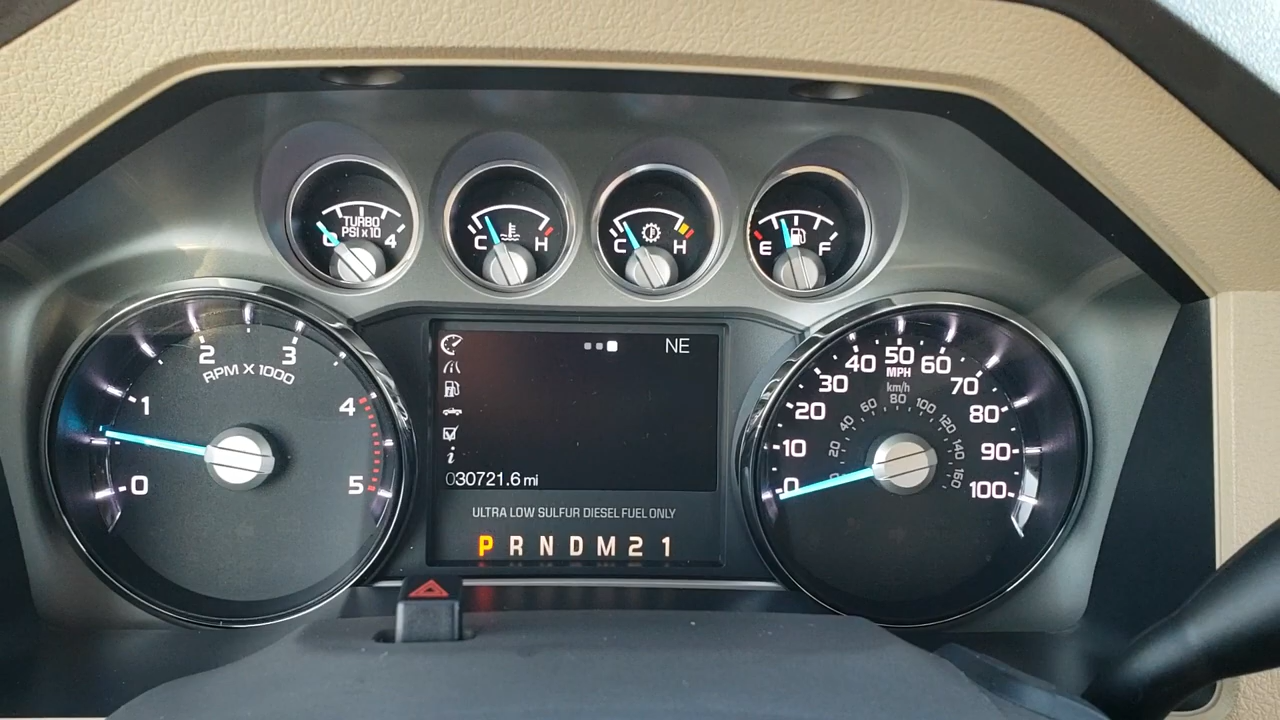 TURBO
PSI x 10
0 4
C H
C H
E F
0 1 2 3 4 5
RPM X 1000
NE
i
030721.6 mi
ULTRA LOW SULFUR DIESEL FUEL ONLY
P R N D M 2 1
0 10 20 30 40 50 60 70 80 90 100
MPH
km/h
20 40 60 80 100 120 140 160